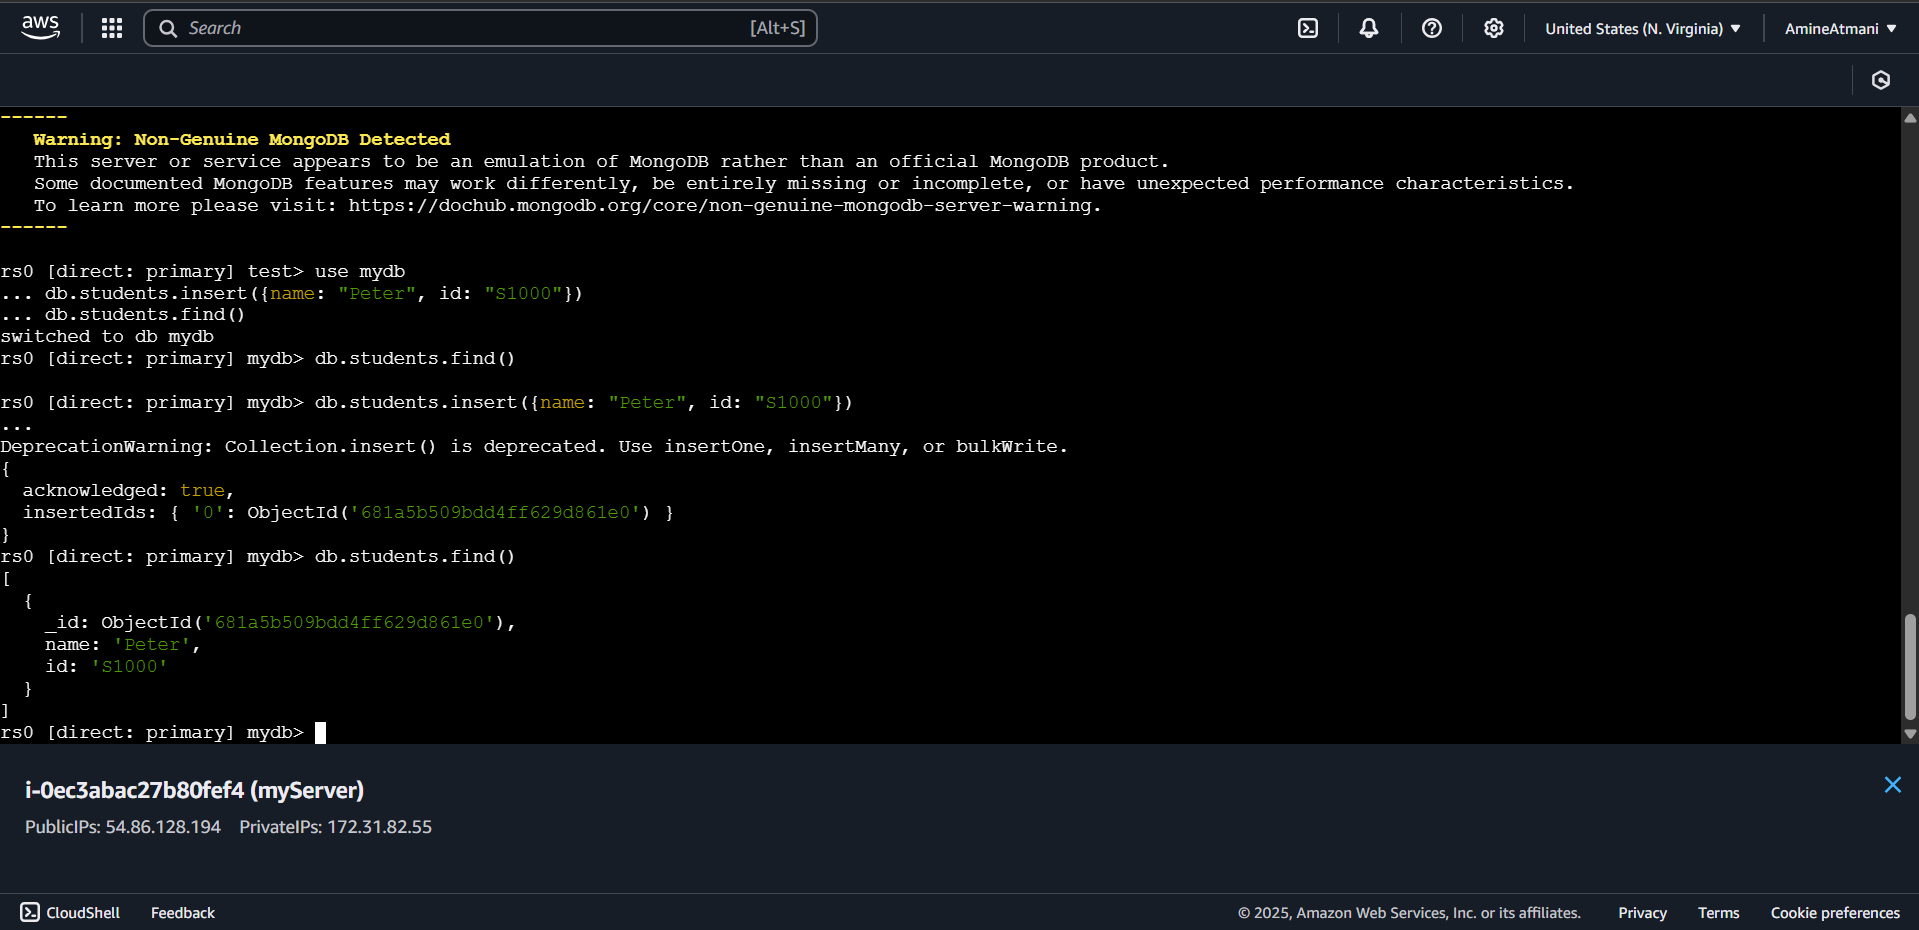 aws
Search [Alt+S]
United States (N. Virginia) ▼
AmineAtmani ▼
------
Warning: Non-Genuine MongoDB Detected
This server or service appears to be an emulation of MongoDB rather than an official MongoDB product.
Some documented MongoDB features may work differently, be entirely missing or incomplete, or have unexpected performance characteristics.
To learn more please visit: https://dochub.mongodb.org/core/non-genuine-mongodb-server-warning.
------
rs0 [direct: primary] test> use mydb
... db.students.insert({name: "Peter", id: "S1000"})
... db.students.find()
switched to db mydb
rs0 [direct: primary] mydb> db.students.find()
rs0 [direct: primary] mydb> db.students.insert({name: "Peter", id: "S1000"})
...
DeprecationWarning: Collection.insert() is deprecated. Use insertOne, insertMany, or bulkWrite.
{
  acknowledged: true,
  insertedIds: { '0': ObjectId('681a5b509bdd4ff629d861e0') }
}
rs0 [direct: primary] mydb> db.students.find()
[
  {
    _id: ObjectId('681a5b509bdd4ff629d861e0'),
    name: 'Peter',
    id: 'S1000'
  }
]
rs0 [direct: primary] mydb>
i-0ec3abac27b80fef4 (myServer)
PublicIPs: 54.86.128.194 PrivateIPs: 172.31.82.55
CloudShell Feedback © 2025, Amazon Web Services, Inc. or its affiliates. Privacy Terms Cookie preferences